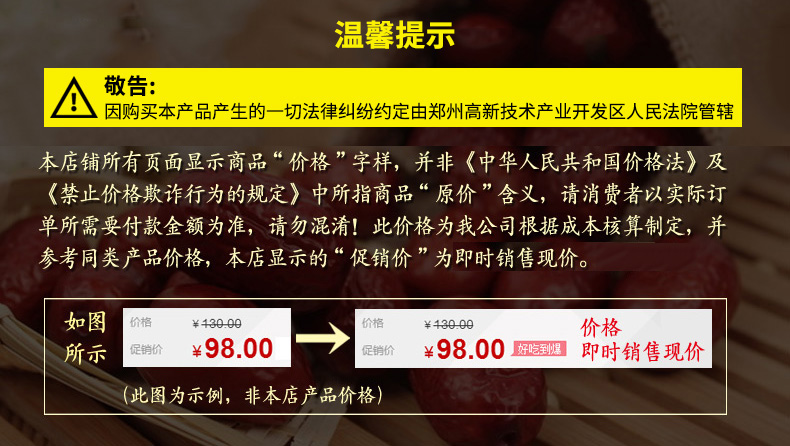 温馨提示
敬告:
因购买本产品产生的一切法律纠纷约定由郑州高新技术产业开发区人民法院管辖
本店铺所有页面显示商品“价格”字样，并非《中华人民共和国价格法》及
《禁止价格欺诈行为的规定》中所指商品“原价”含义，请消费者以实际订
单所需要付款金额为准，请勿混淆！此价格为我公司根据成本核算制定，并
参考同类产品价格，本店显示的“促销价”为即时销售现价。
如图
所示
价格 ¥130.00
促销价 ¥98.00
价格 ¥130.00
促销价 ¥98.00 好吃到爆
价格
即时销售现价
(此图为示例，非本店产品价格)